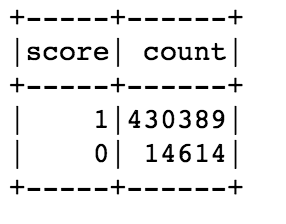 +-----+------+
|score| count|
+-----+------+
|    1|430389|
|    0| 14614|
+-----+------+